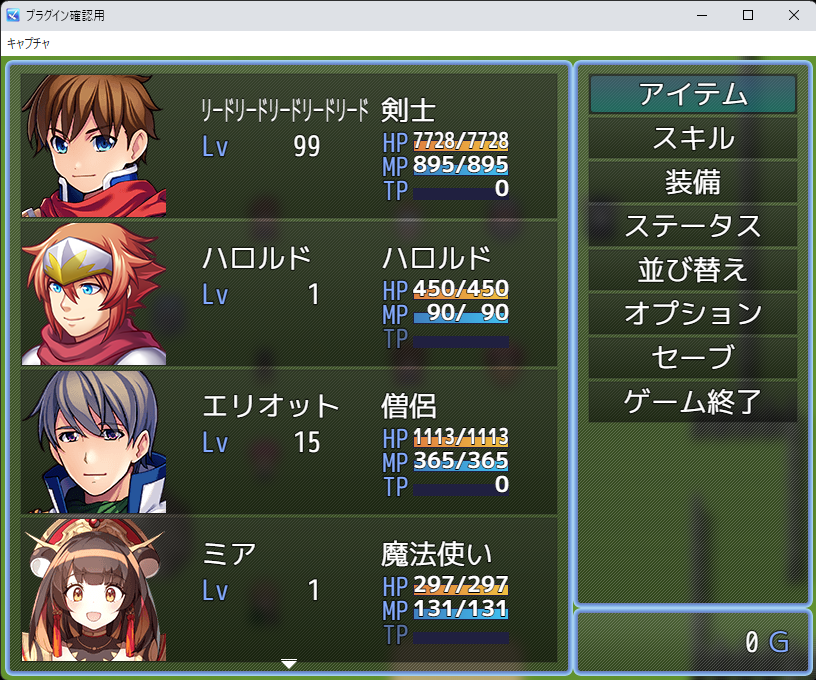 プラグイン確認用
キャプチャ
リードリードリードリードリード 剣士
Lv 99
HP 7728/7728
MP 895/895
TP 0
ハロルド ハロルド
Lv 1
HP 450/450
MP 90/ 90
TP
エリオット 僧侶
Lv 15
HP 1113/1113
MP 365/365
TP 0
ミア 魔法使い
Lv 1
HP 297/297
MP 131/131
TP
アイテム
スキル
装備
ステータス
並び替え
オプション
セーブ
ゲーム終了
0 G